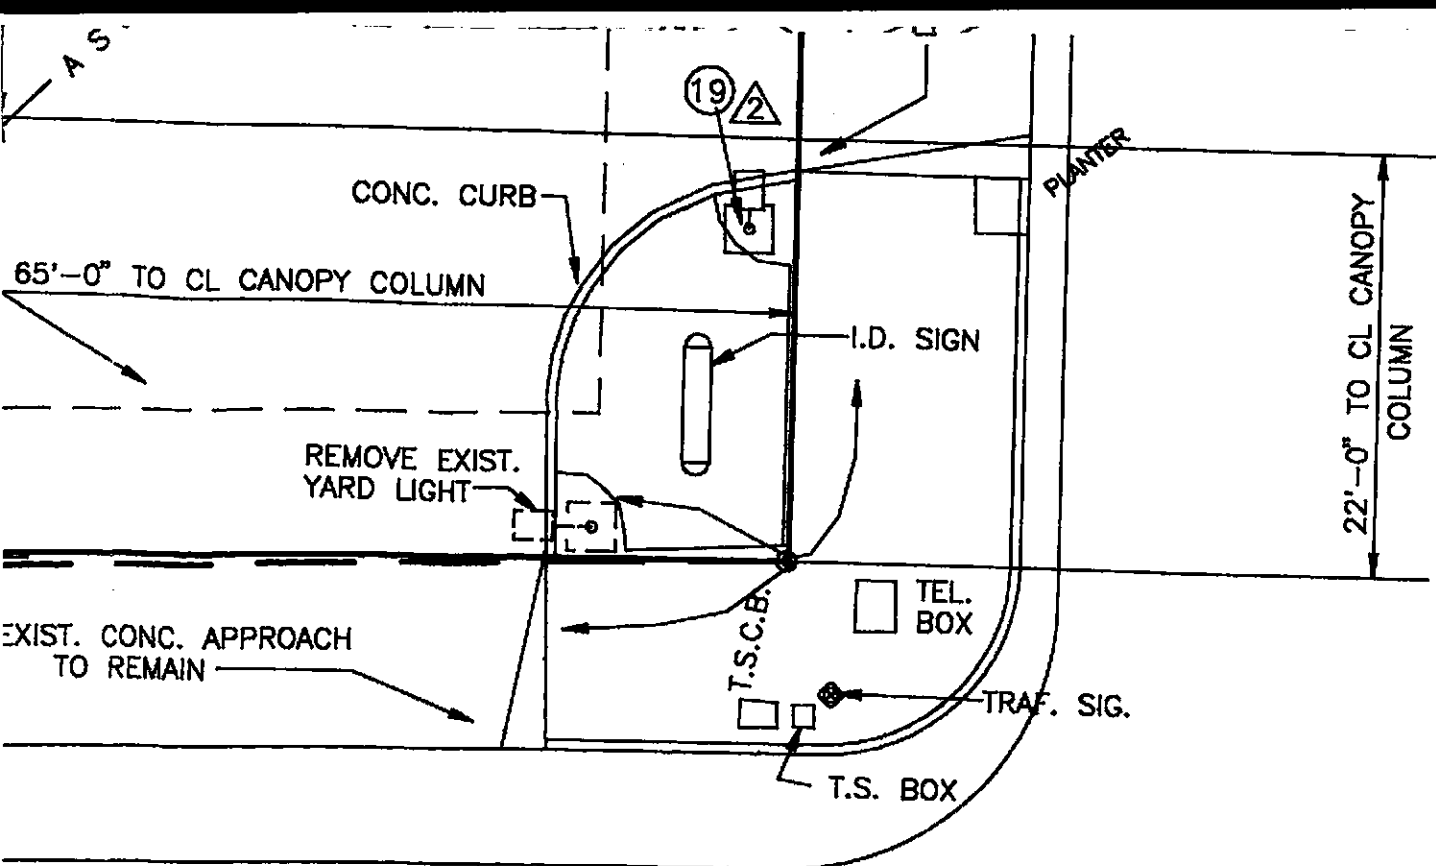 A S
19
2
PLANTER
CONC. CURB
65'-0" TO CL CANOPY COLUMN
I.D. SIGN
22'-0" TO CL CANOPY
COLUMN
REMOVE EXIST.
YARD LIGHT
TEL.
BOX
T.S.C.B.
EXIST. CONC. APPROACH
TO REMAIN
TRAF. SIG.
T.S. BOX